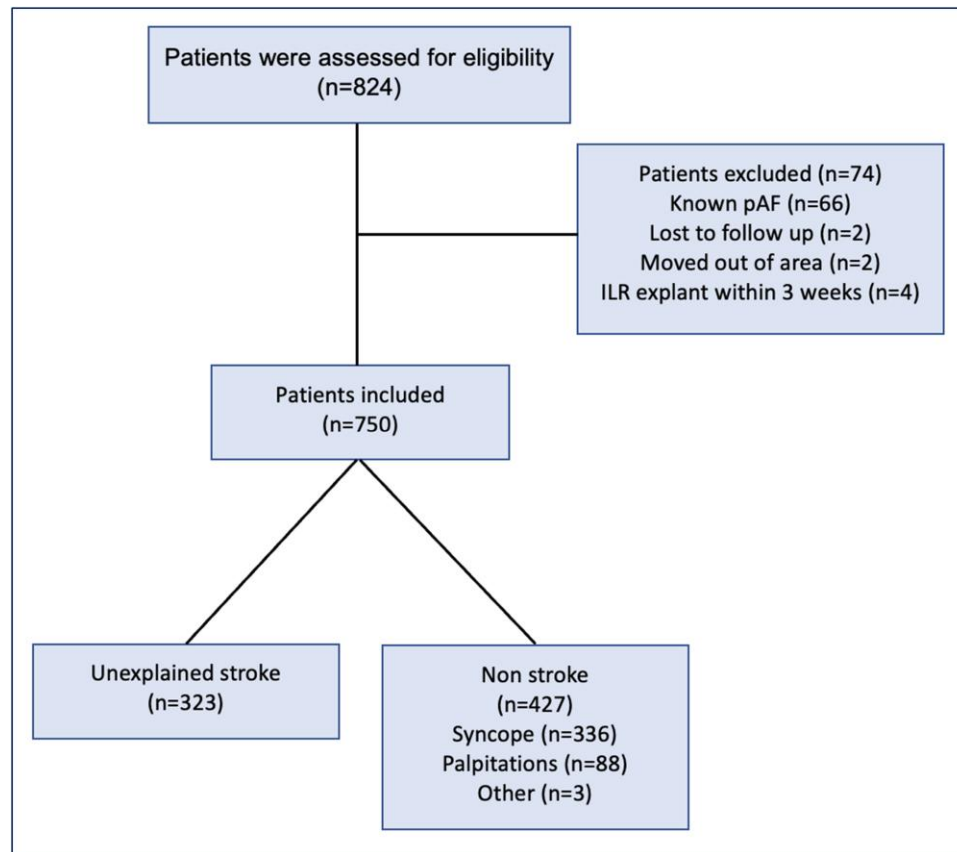 Patients were assessed for eligibility
(n=824)
Patients excluded (n=74)
Known pAF (n=66)
Lost to follow up (n=2)
Moved out of area (n=2)
ILR explant within 3 weeks (n=4)
Patients included
(n=750)
Unexplained stroke
(n=323)
Non stroke
(n=427)
Syncope (n=336)
Palpitations (n=88)
Other (n=3)